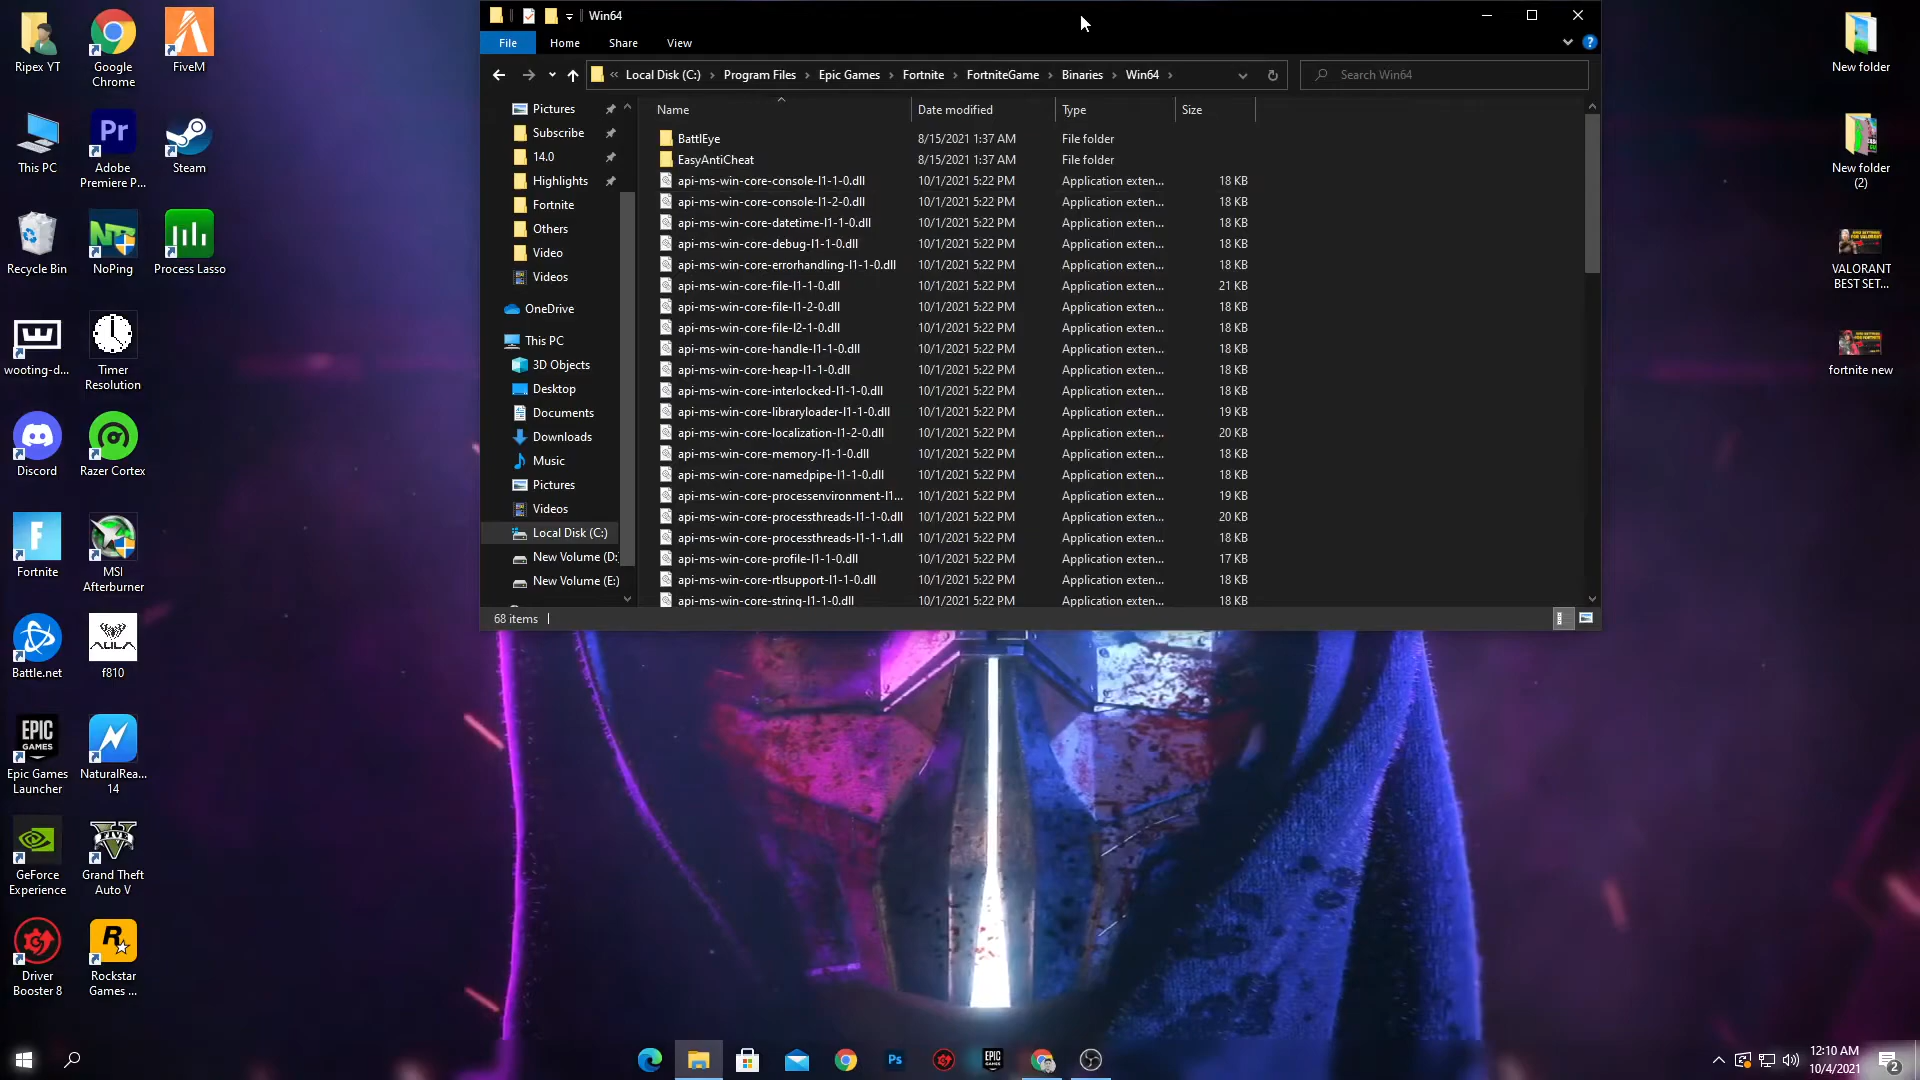 Win64
File
Home
Share
View
« Local Disk (C:) › Program Files › Epic Games › Fortnite › FortniteGame › Binaries › Win64 ›
Search Win64
Pictures
Subscribe
14.0
Highlights
Fortnite
Others
Video
Videos
OneDrive
This PC
3D Objects
Desktop
Documents
Downloads
Music
Pictures
Videos
Local Disk (C:)
New Volume (D:
New Volume (E:)
Name Date modified Type Size
BattlEye 8/15/2021 1:37 AM File folder
EasyAntiCheat 8/15/2021 1:37 AM File folder
api-ms-win-core-console-l1-1-0.dll 10/1/2021 5:22 PM Application exten... 18 KB
api-ms-win-core-console-l1-2-0.dll 10/1/2021 5:22 PM Application exten... 18 KB
api-ms-win-core-datetime-l1-1-0.dll 10/1/2021 5:22 PM Application exten... 18 KB
api-ms-win-core-debug-l1-1-0.dll 10/1/2021 5:22 PM Application exten... 18 KB
api-ms-win-core-errorhandling-l1-1-0.dll 10/1/2021 5:22 PM Application exten... 18 KB
api-ms-win-core-file-l1-1-0.dll 10/1/2021 5:22 PM Application exten... 21 KB
api-ms-win-core-file-l1-2-0.dll 10/1/2021 5:22 PM Application exten... 18 KB
api-ms-win-core-file-l2-1-0.dll 10/1/2021 5:22 PM Application exten... 18 KB
api-ms-win-core-handle-l1-1-0.dll 10/1/2021 5:22 PM Application exten... 18 KB
api-ms-win-core-heap-l1-1-0.dll 10/1/2021 5:22 PM Application exten... 18 KB
api-ms-win-core-interlocked-l1-1-0.dll 10/1/2021 5:22 PM Application exten... 18 KB
api-ms-win-core-libraryloader-l1-1-0.dll 10/1/2021 5:22 PM Application exten... 19 KB
api-ms-win-core-localization-l1-2-0.dll 10/1/2021 5:22 PM Application exten... 20 KB
api-ms-win-core-memory-l1-1-0.dll 10/1/2021 5:22 PM Application exten... 18 KB
api-ms-win-core-namedpipe-l1-1-0.dll 10/1/2021 5:22 PM Application exten... 18 KB
api-ms-win-core-processenvironment-l1... 10/1/2021 5:22 PM Application exten... 19 KB
api-ms-win-core-processthreads-l1-1-0.dll 10/1/2021 5:22 PM Application exten... 20 KB
api-ms-win-core-processthreads-l1-1-1.dll 10/1/2021 5:22 PM Application exten... 18 KB
api-ms-win-core-profile-l1-1-0.dll 10/1/2021 5:22 PM Application exten... 17 KB
api-ms-win-core-rtlsupport-l1-1-0.dll 10/1/2021 5:22 PM Application exten... 18 KB
api-ms-win-core-string-l1-1-0.dll 10/1/2021 5:22 PM Application exten... 18 KB
68 items
Ripex YT
Google
Chrome
FiveM
This PC
Pr
Adobe
Premiere P...
Steam
Recycle Bin
NoPing
Process Lasso
wooting-d...
Timer
Resolution
Discord
Razer Cortex
F
Fortnite
MSI
Afterburner
Battle.net
AULA
f810
EPIC
GAMES
Epic Games
Launcher
NaturalRea...
14
GeForce
Experience
FIVE
Grand Theft
Auto V
Driver
Booster 8
R
Rockstar
Games ...
New folder
New folder
(2)
VALORANT
BEST SET...
fortnite new
Ps
EPIC
12:10 AM
10/4/2021
2